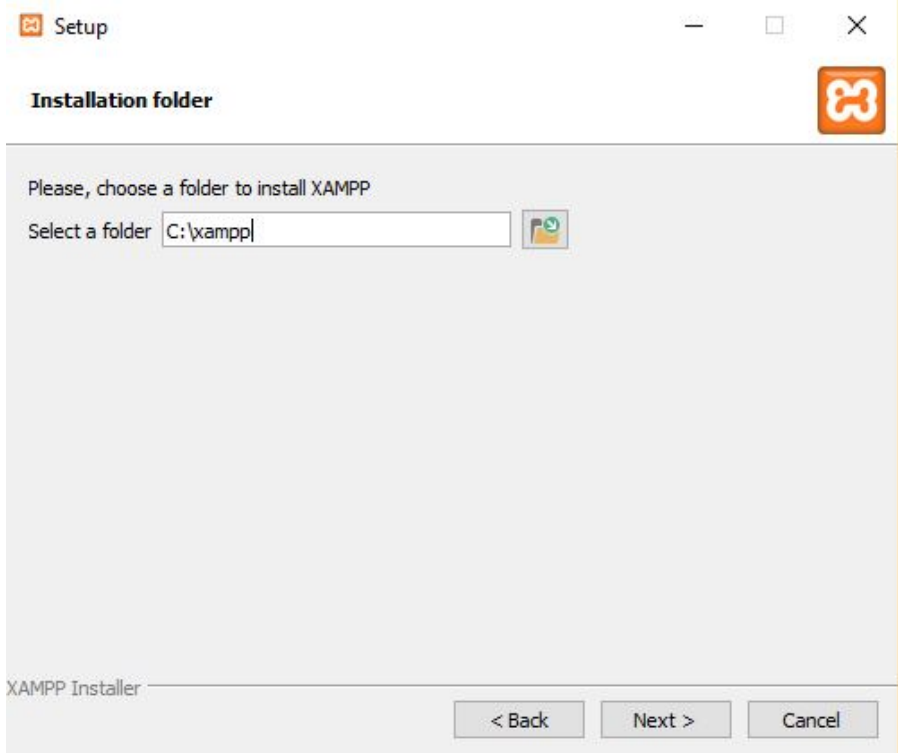 Setup
Installation folder
Please, choose a folder to install XAMPP
Select a folder C:\xampp
XAMPP Installer
< Back Next > Cancel